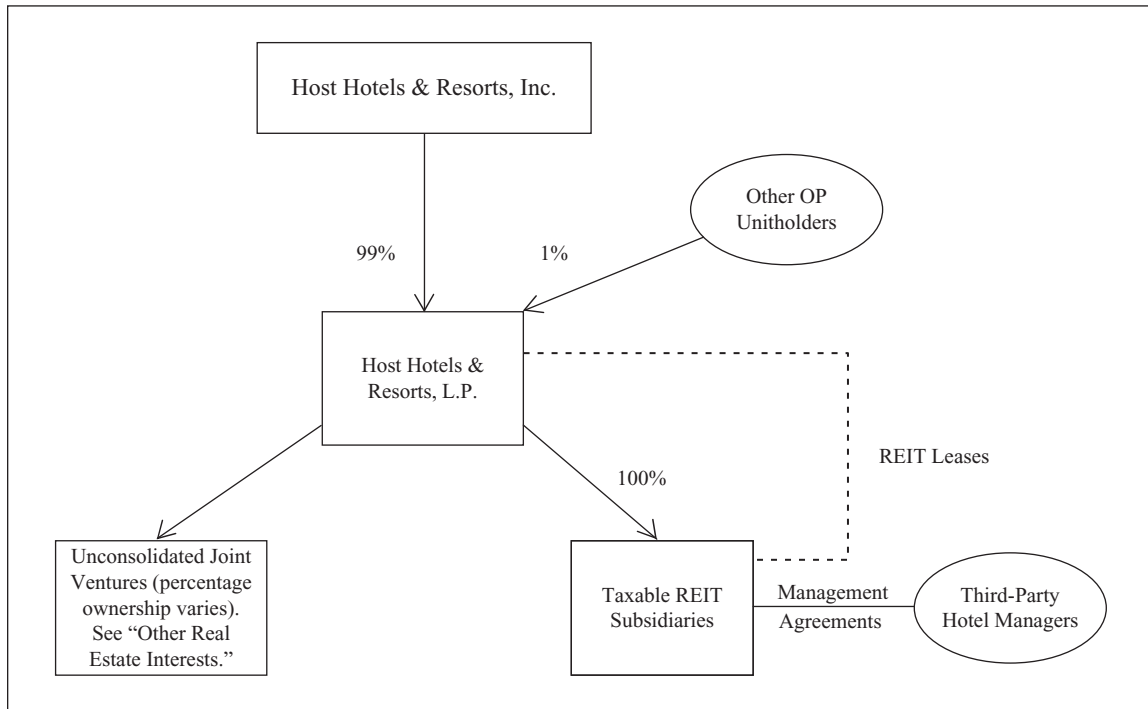 Host Hotels & Resorts, Inc.
Other OP
Unitholders
99%
1%
Host Hotels &
Resorts, L.P.
REIT Leases
100%
Unconsolidated Joint
Ventures (percentage
ownership varies).
See “Other Real
Estate Interests.”
Taxable REIT
Subsidiaries
Management
Agreements
Third-Party
Hotel Managers